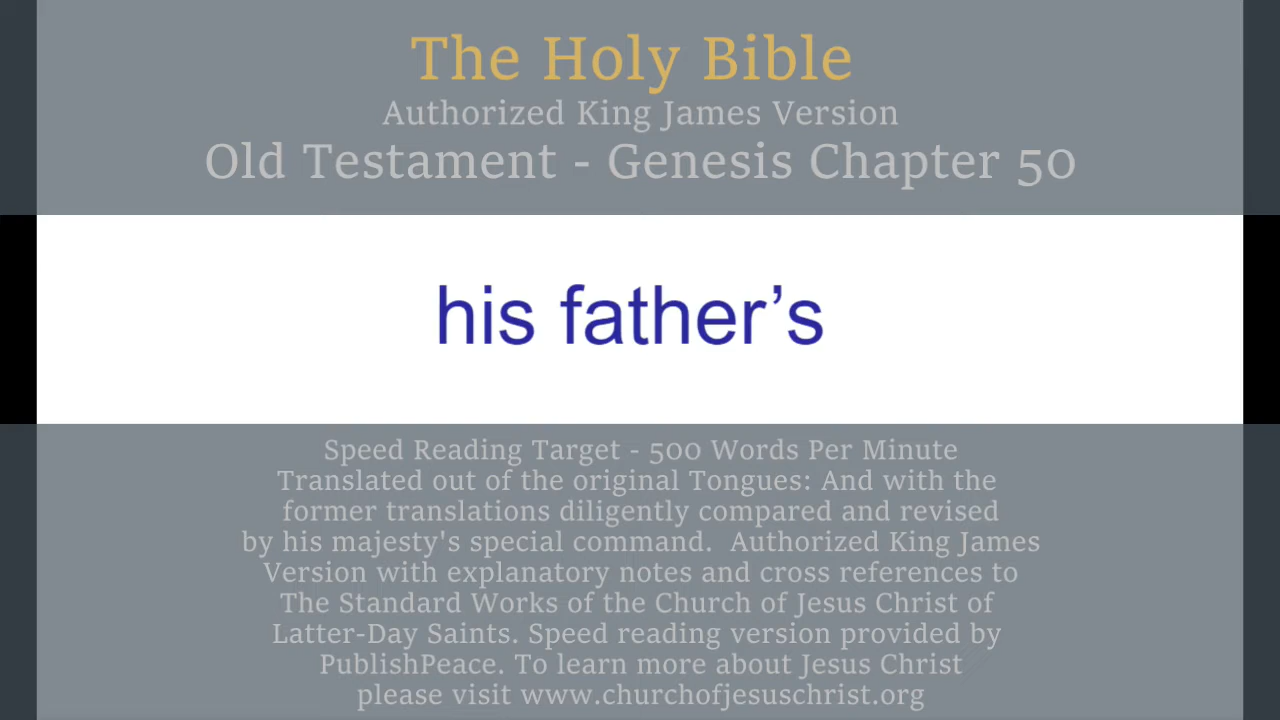 The Holy Bible
Authorized King James Version
Old Testament - Genesis Chapter 50
his father’s
Speed Reading Target - 500 Words Per Minute
Translated out of the original Tongues: And with the
former translations diligently compared and revised
by his majesty's special command.  Authorized King James
Version with explanatory notes and cross references to
The Standard Works of the Church of Jesus Christ of
Latter-Day Saints. Speed reading version provided by
PublishPeace. To learn more about Jesus Christ
please visit www.churchofjesuschrist.org